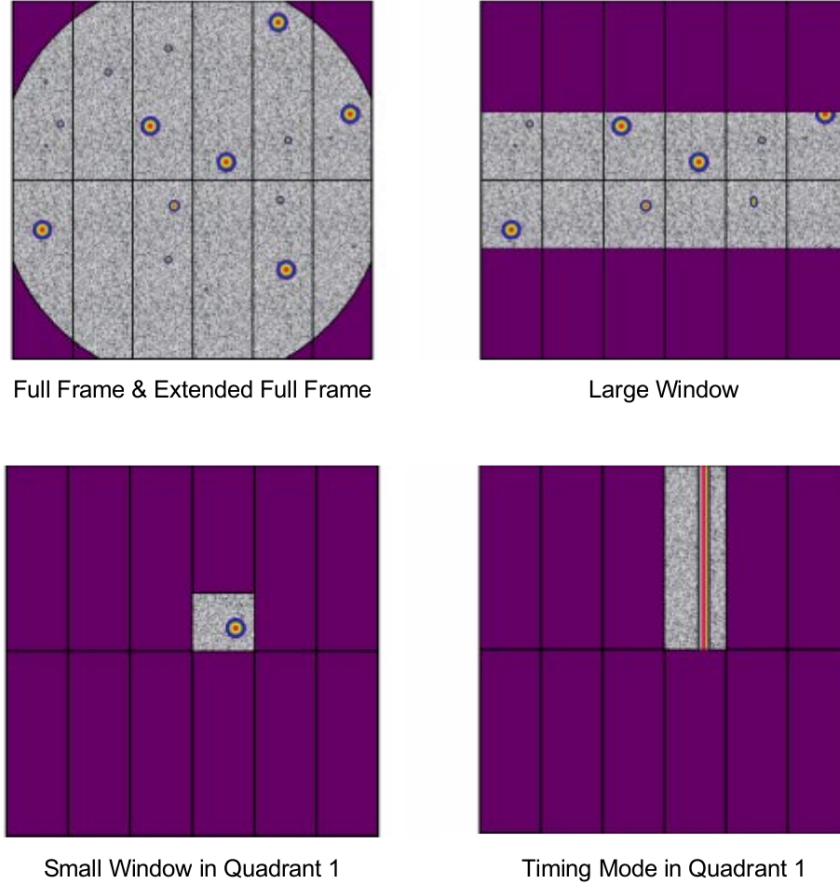 Full Frame & Extended Full Frame
Large Window
Small Window in Quadrant 1
Timing Mode in Quadrant 1